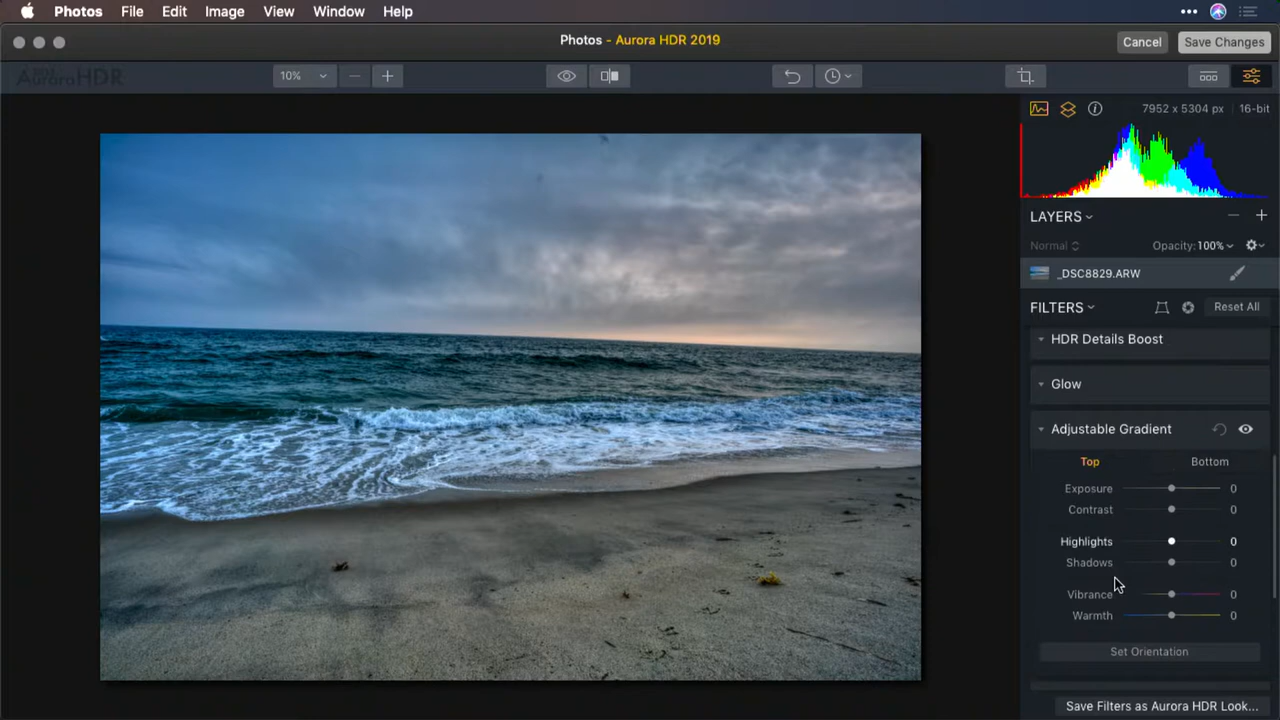 Photos File Edit Image View Window Help
Photos - Aurora HDR 2019
Cancel Save Changes
AuroraHDR
10%
7952 x 5304 px 16-bit
LAYERS
Normal Opacity: 100%
_DSC8829.ARW
FILTERS Reset All
HDR Details Boost
Glow
Adjustable Gradient
Top Bottom
Exposure 0
Contrast 0
Highlights 0
Shadows 0
Vibrance 0
Warmth 0
Set Orientation
Save Filters as Aurora HDR Look...